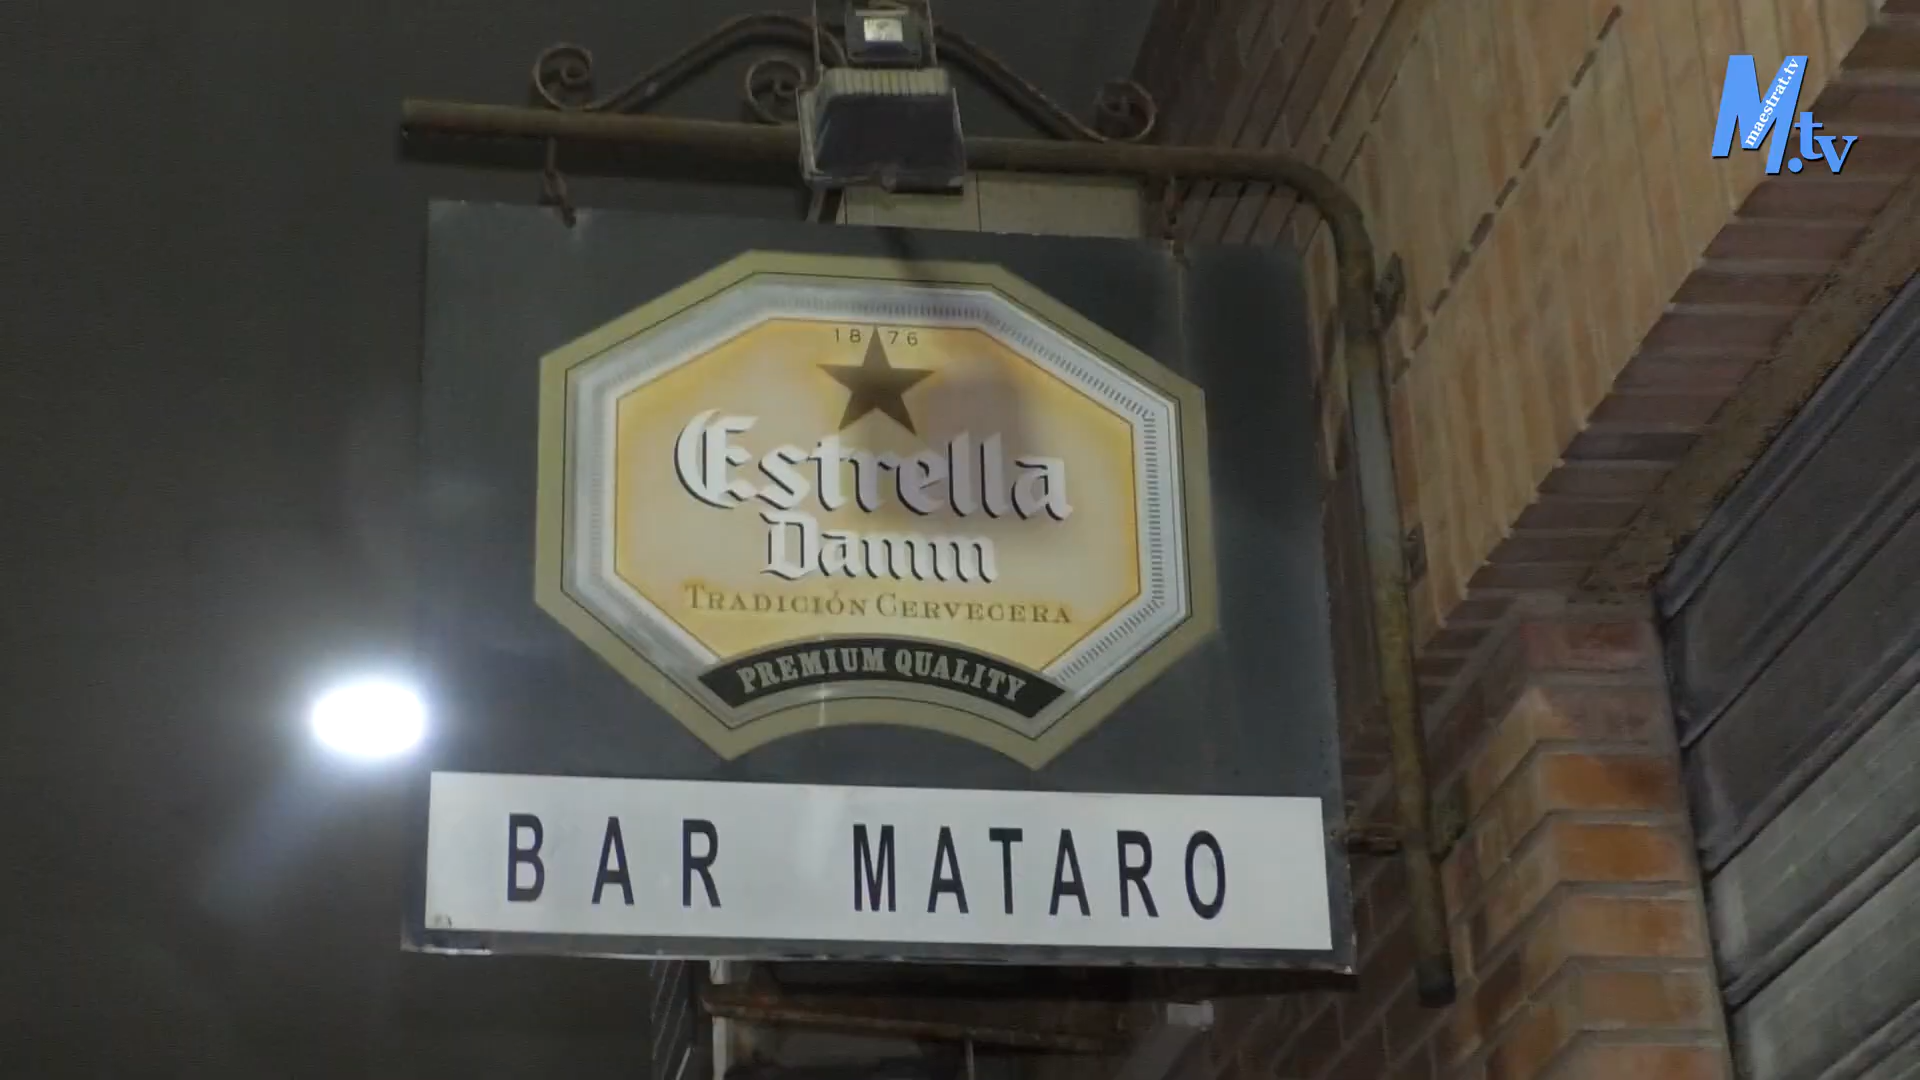 maestrat.tv
M.tv
1876
Estrella
Damm
TRADICIÓN CERVECERA
PREMIUM QUALITY
BAR MATARO